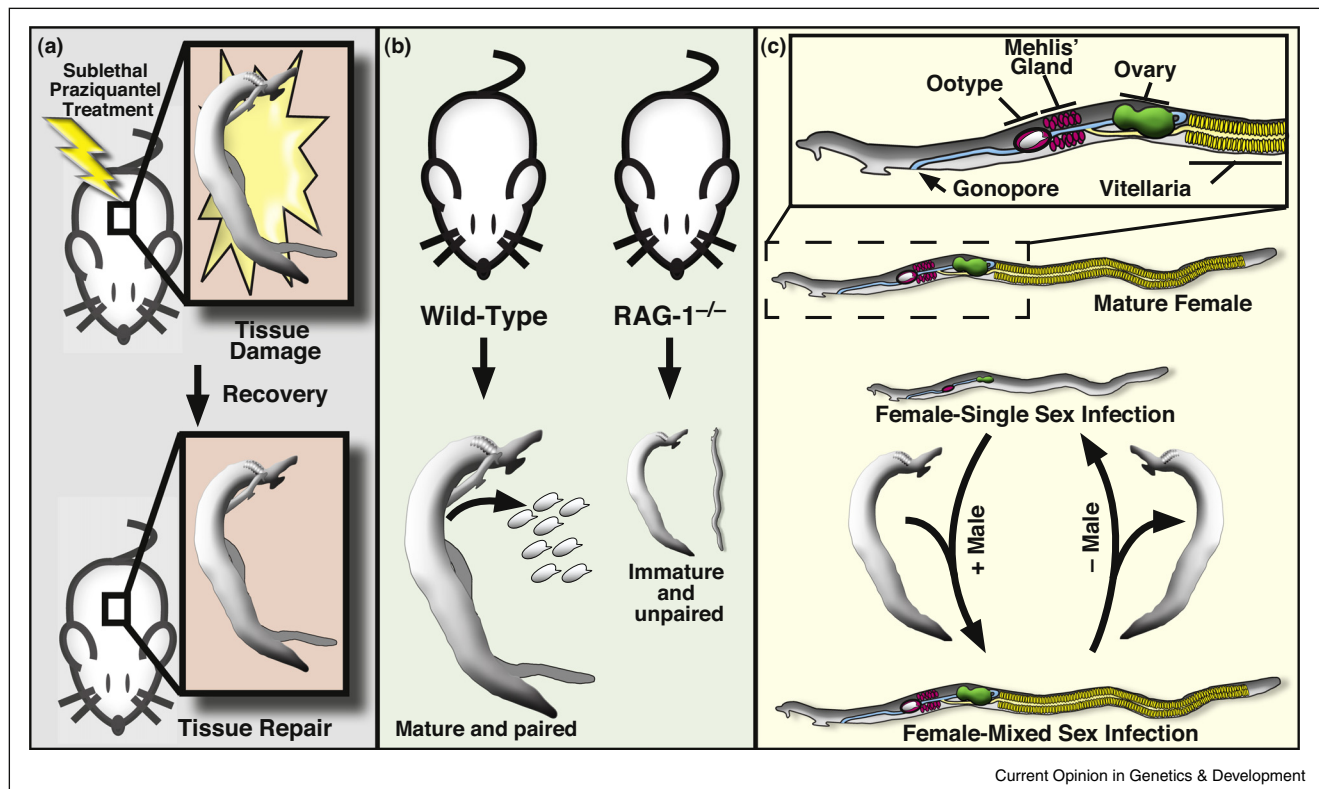 (a)
Sublethal
Praziquantel
Treatment
Tissue
Damage
Recovery
Tissue Repair
(b)
Wild-Type
RAG-1–/–
Immature
and
unpaired
Mature and paired
(c)
Mehlis'
Gland
Ovary
Ootype
Gonopore
Vitellaria
Mature Female
Female-Single Sex Infection
+ Male
– Male
Female-Mixed Sex Infection
Current Opinion in Genetics & Development